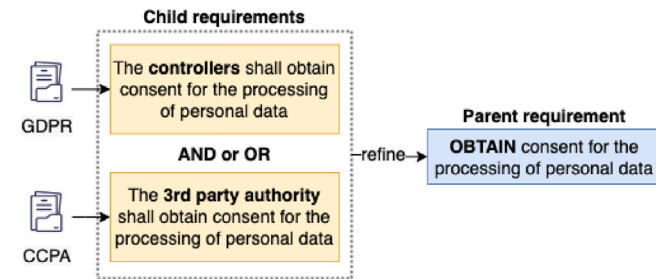 Child requirements
The controllers shall obtain
consent for the processing
of personal data
GDPR
AND or OR
The 3rd party authority
shall obtain consent for the
processing of personal data
CCPA
refine
Parent requirement
OBTAIN consent for the
processing of personal data